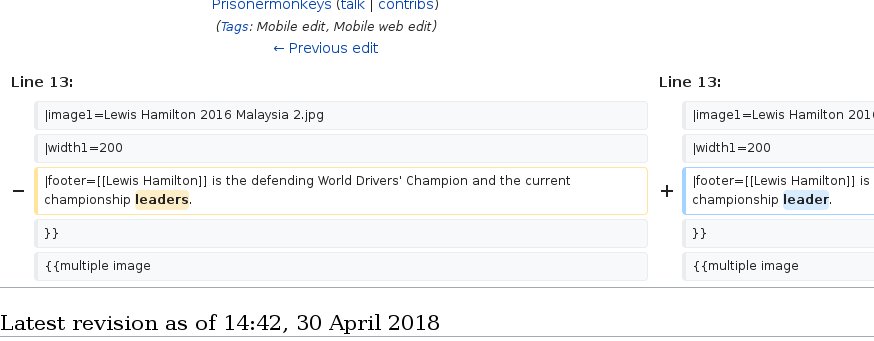 Prisonermonkeys (talk | contribs)
(Tags: Mobile edit, Mobile web edit)
← Previous edit
Line 13: Line 13:
|image1=Lewis Hamilton 2016 Malaysia 2.jpg |image1=Lewis Hamilton 201
|width1=200 |width1=200
|footer=[[Lewis Hamilton]] is the defending World Drivers' Champion and the current |footer=[[Lewis Hamilton]] is
− championship leaders. + championship leader.
}} }}
{{multiple image {{multiple image
Latest revision as of 14:42, 30 April 2018